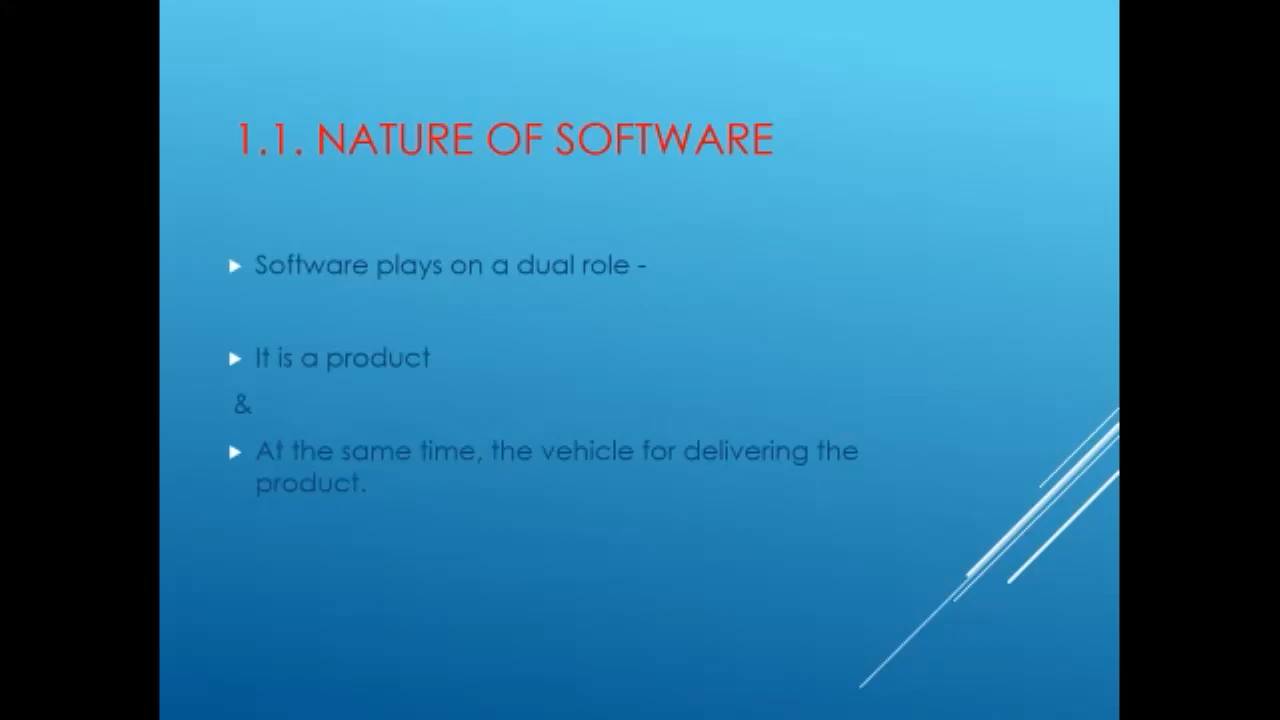 1.1. NATURE OF SOFTWARE
Software plays on a dual role -
It is a product
&
At the same time, the vehicle for delivering the
product.